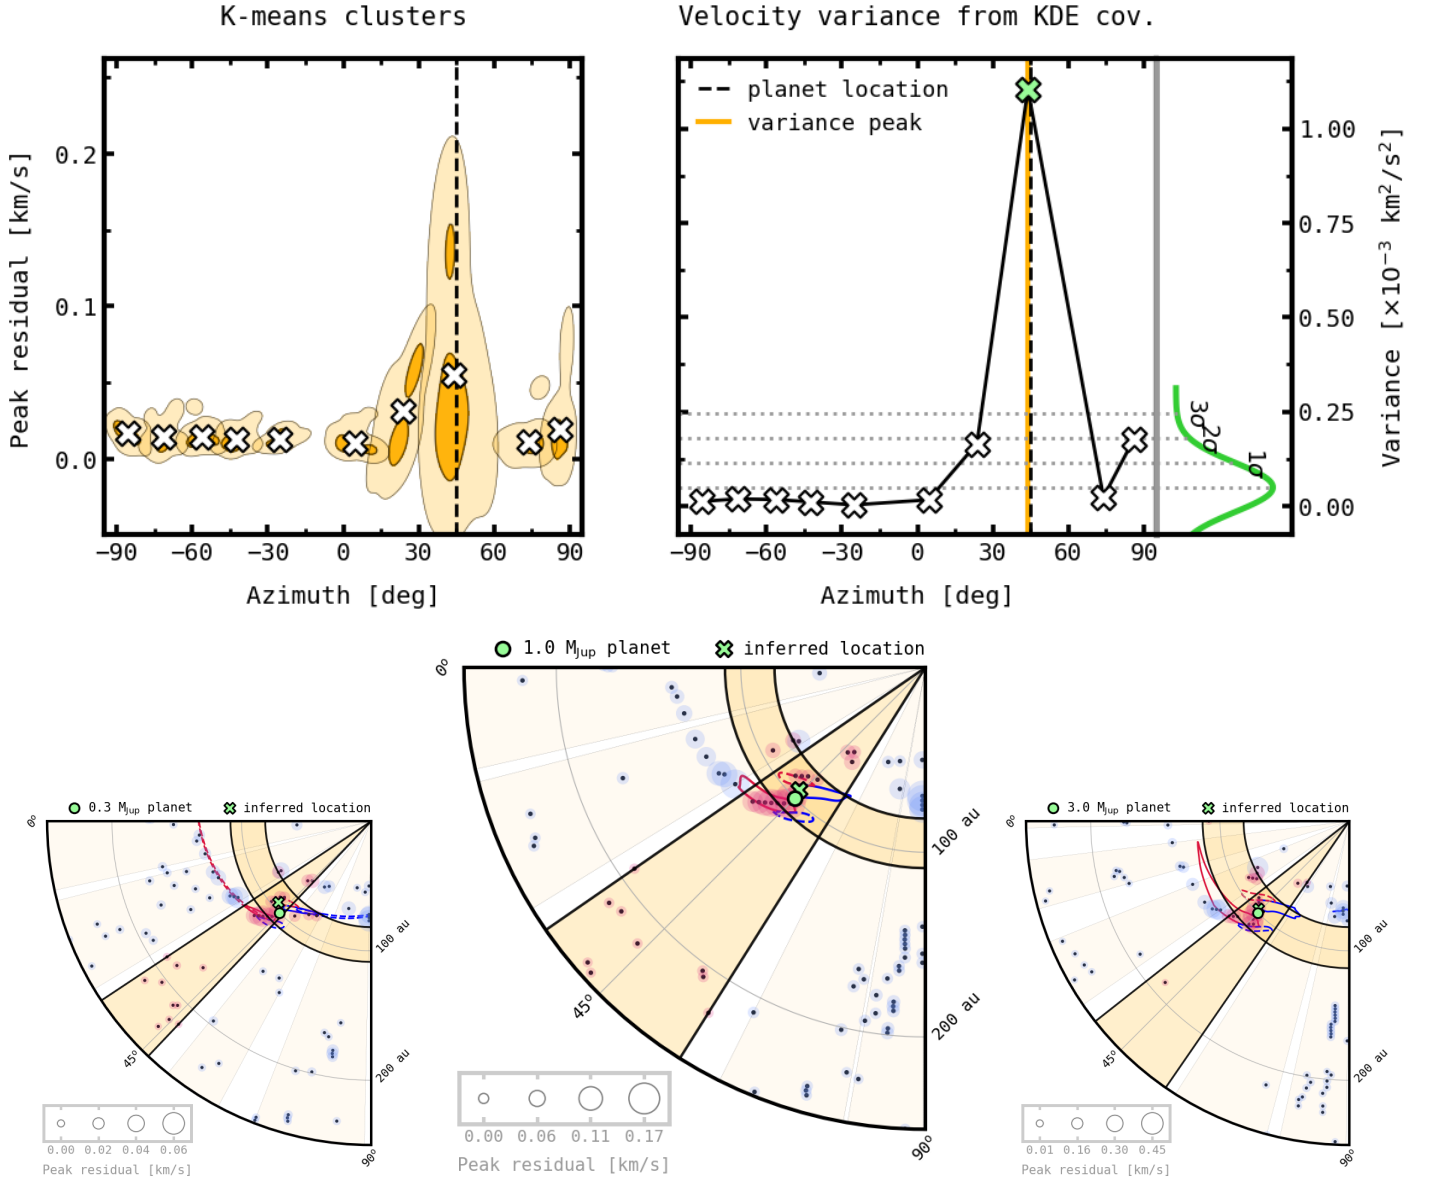 K-means clusters
Velocity variance from KDE cov.
Peak residual [km/s]
0.2
0.1
0.0
−90 −60 −30 0 30 60 90
Azimuth [deg]
planet location
variance peak
3σ
2σ
1σ
1.00
0.75
0.50
0.25
0.00
Variance [×10⁻³ km²/s²]
−90 −60 −30 0 30 60 90
Azimuth [deg]
1.0 MJup planet inferred location
0°
45°
90°
100 au
200 au
0.00 0.06 0.11 0.17
Peak residual [km/s]
0.3 MJup planet inferred location
0°
45°
90°
100 au
200 au
0.00 0.02 0.04 0.06
Peak residual [km/s]
3.0 MJup planet inferred location
0°
45°
90°
100 au
200 au
0.01 0.16 0.30 0.45
Peak residual [km/s]